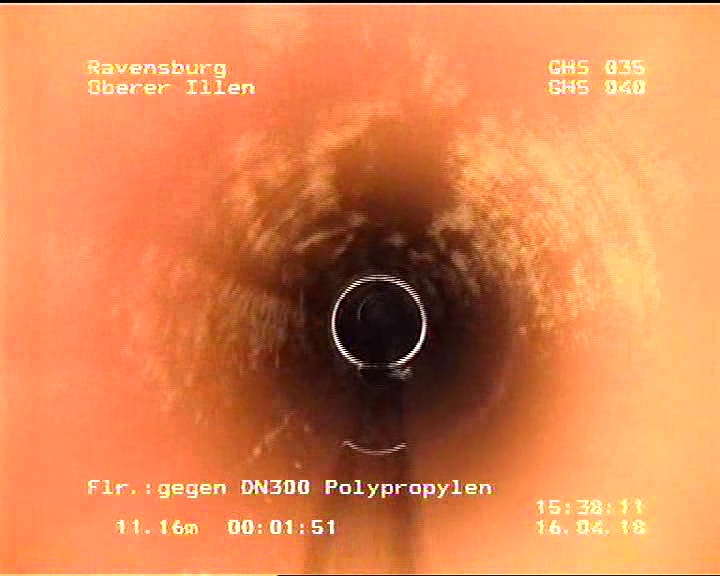 Ravensburg
Oberer Illen
GHS 035
GHS 040
Flr.:gegen DN300 Polypropylen
15:38:11
11.16m 00:01:51
16.04.18